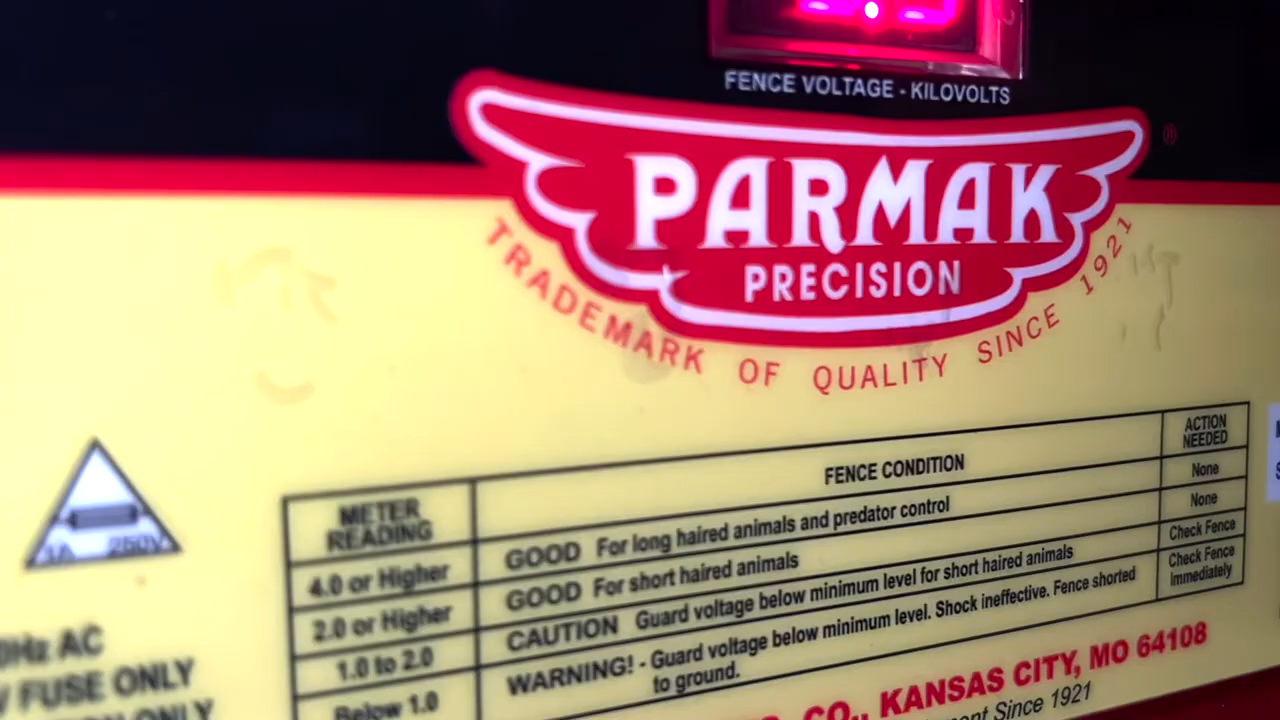 FENCE VOLTAGE - KILOVOLTS
®
PARMAK
PRECISION
TRADEMARK OF QUALITY SINCE 1921
METER READING FENCE CONDITION ACTION NEEDED
4.0 or Higher GOOD For long haired animals and predator control None
2.0 or Higher GOOD For short haired animals None
1.0 to 2.0 CAUTION Guard voltage below minimum level for short haired animals Check Fence
Below 1.0 WARNING! - Guard voltage below minimum level. Shock ineffective. Fence shorted to ground. Check Fence Immediately
1A 250V
Hz AC
FUSE ONLY
ONLY
CO., KANSAS CITY, MO 64108
Since 1921